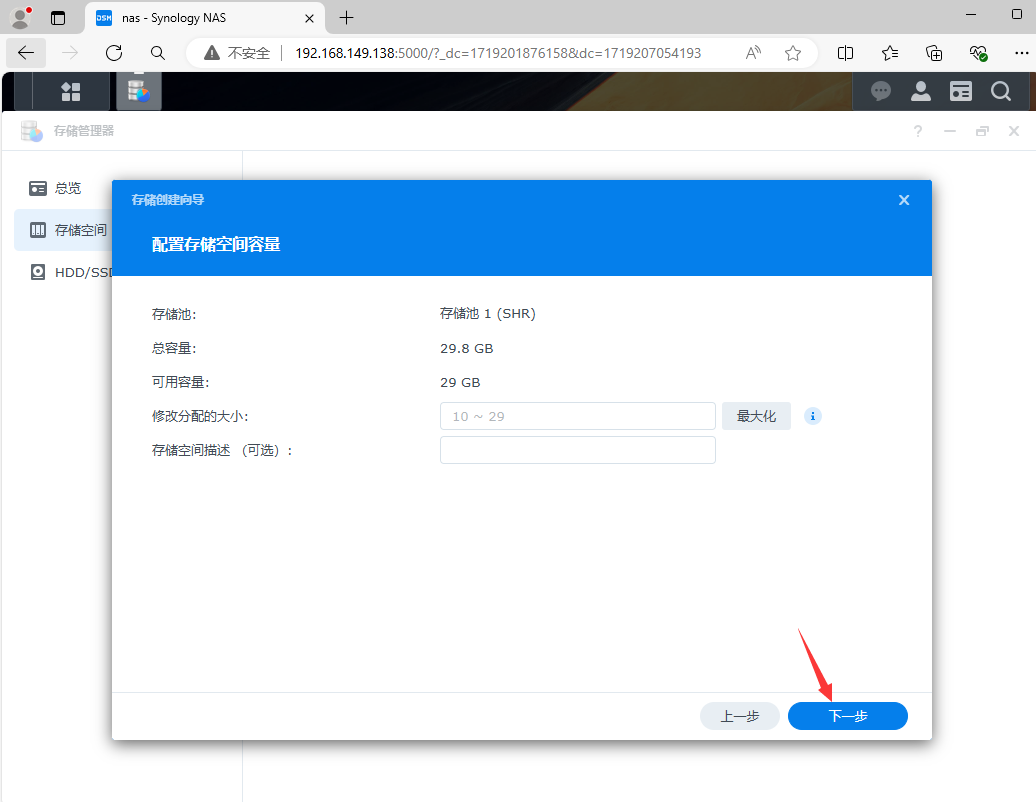 DSM nas - Synology NAS
不安全 192.168.149.138:5000/?_dc=1719201876158&dc=1719207054193
存储管理器
?
总览
存储空间
HDD/SSD
存储创建向导
配置存储空间容量
存储池: 存储池 1 (SHR)
总容量: 29.8 GB
可用容量: 29 GB
修改分配的大小: 10 ~ 29 最大化
存储空间描述 （可选）:
上一步 下一步